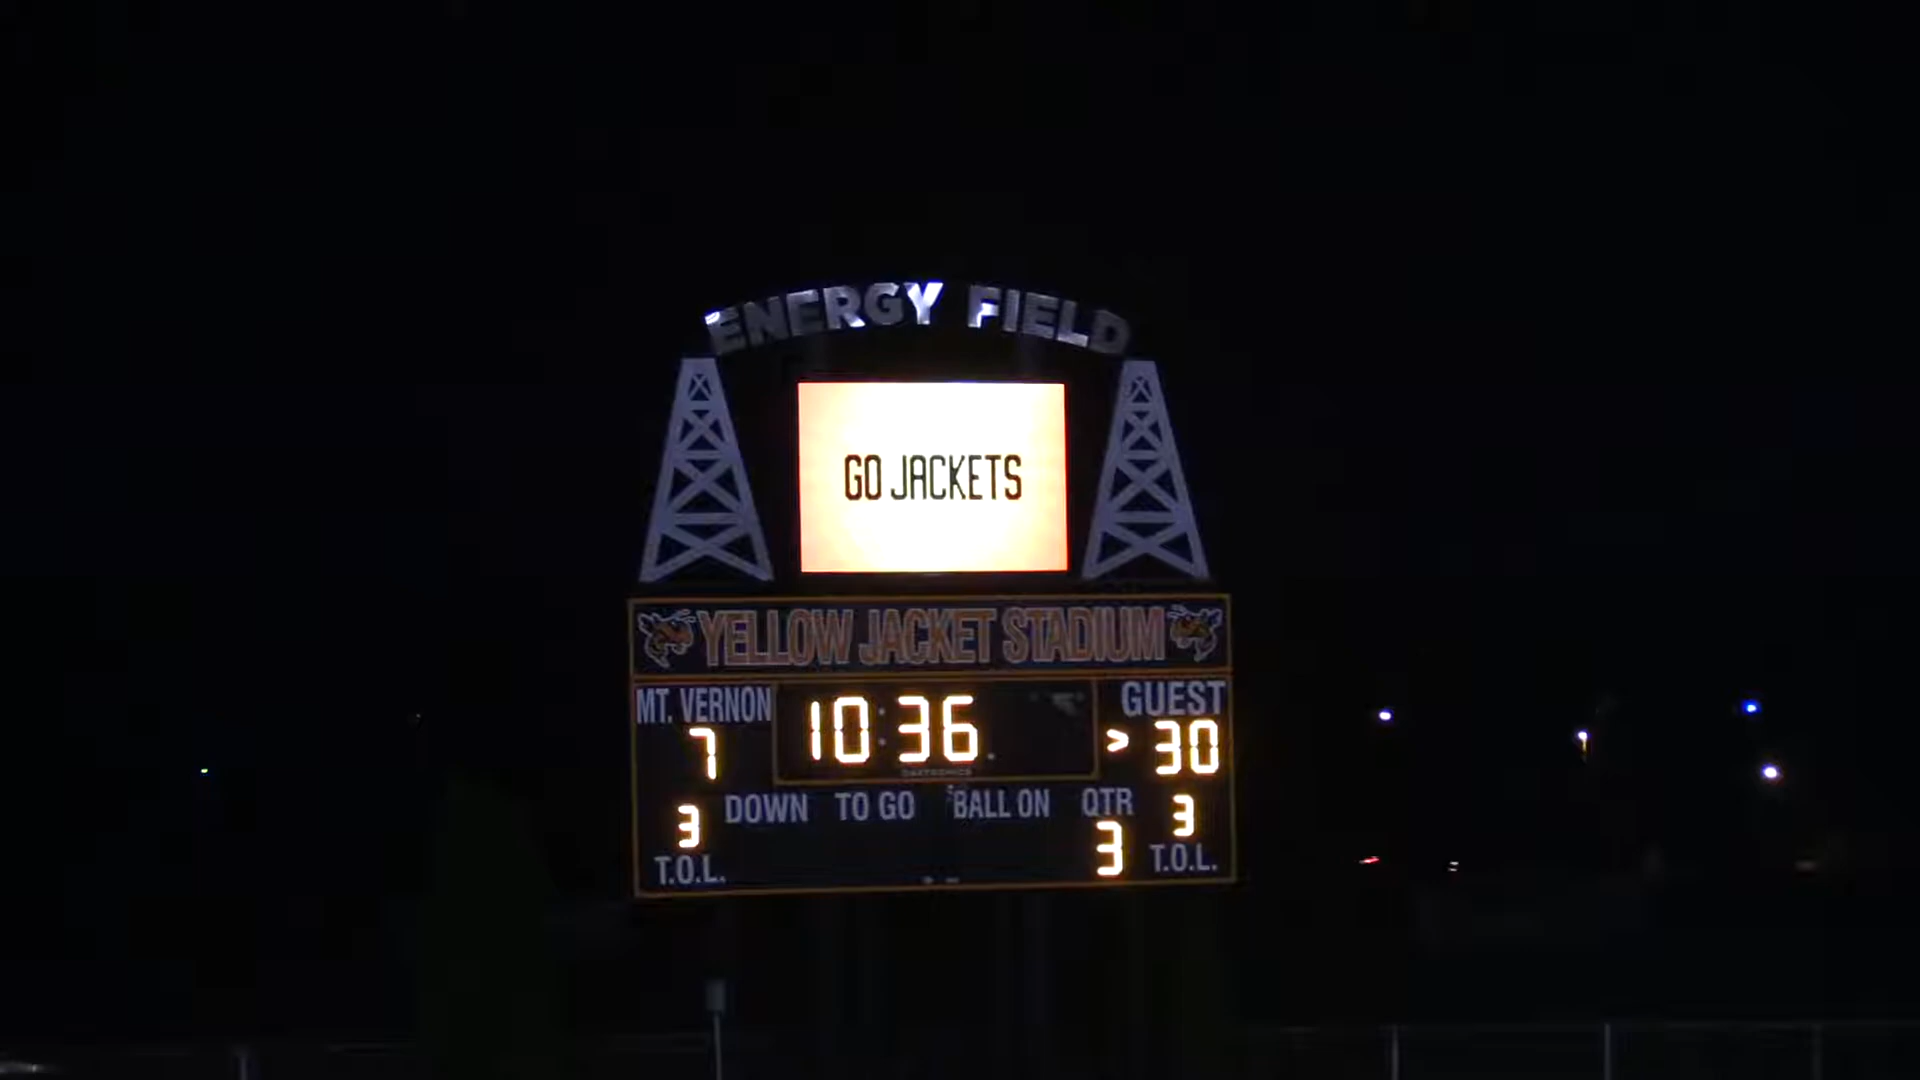 ENERGY FIELD
GO JACKETS
YELLOW JACKET STADIUM
MT. VERNON 10:36 GUEST
7 > 30
DOWN TO GO BALL ON QTR
3 3 3
T.O.L. T.O.L.
DAKTRONICS